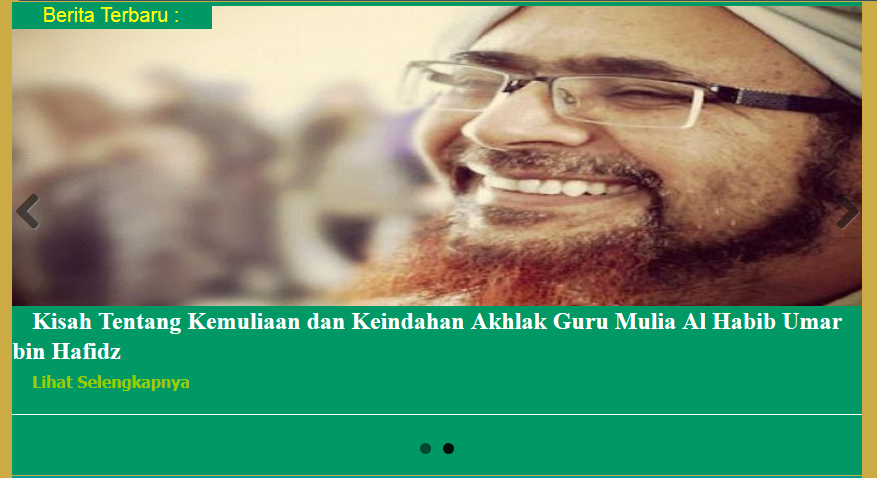 Berita Terbaru :
Kisah Tentang Kemuliaan dan Keindahan Akhlak Guru Mulia Al Habib Umar
bin Hafidz
Lihat Selengkapnya